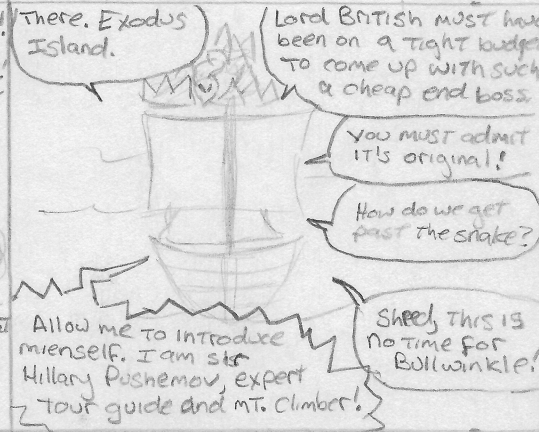 There. Exodus
Island.
Lord British must have
been on a tight budget
to come up with such
a cheap end boss.
You must admit
it's original!
How do we get
past the snake?
Allow me to introduce
mienself. I am sir
Hillary Pushemov, expert
tour guide and MT. Climber!
this is
no time for
Bullwinkle!